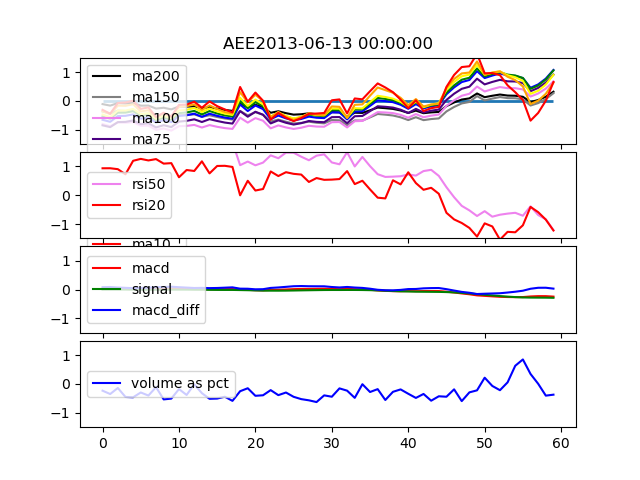 AEE2013-06-13 00:00:00
1
0
−1
ma200
ma150
ma100
ma75
1
0
−1
rsi50
rsi20
ma10
1
0
−1
macd
signal
macd_diff
1
0
−1
volume as pct
0 10 20 30 40 50 60